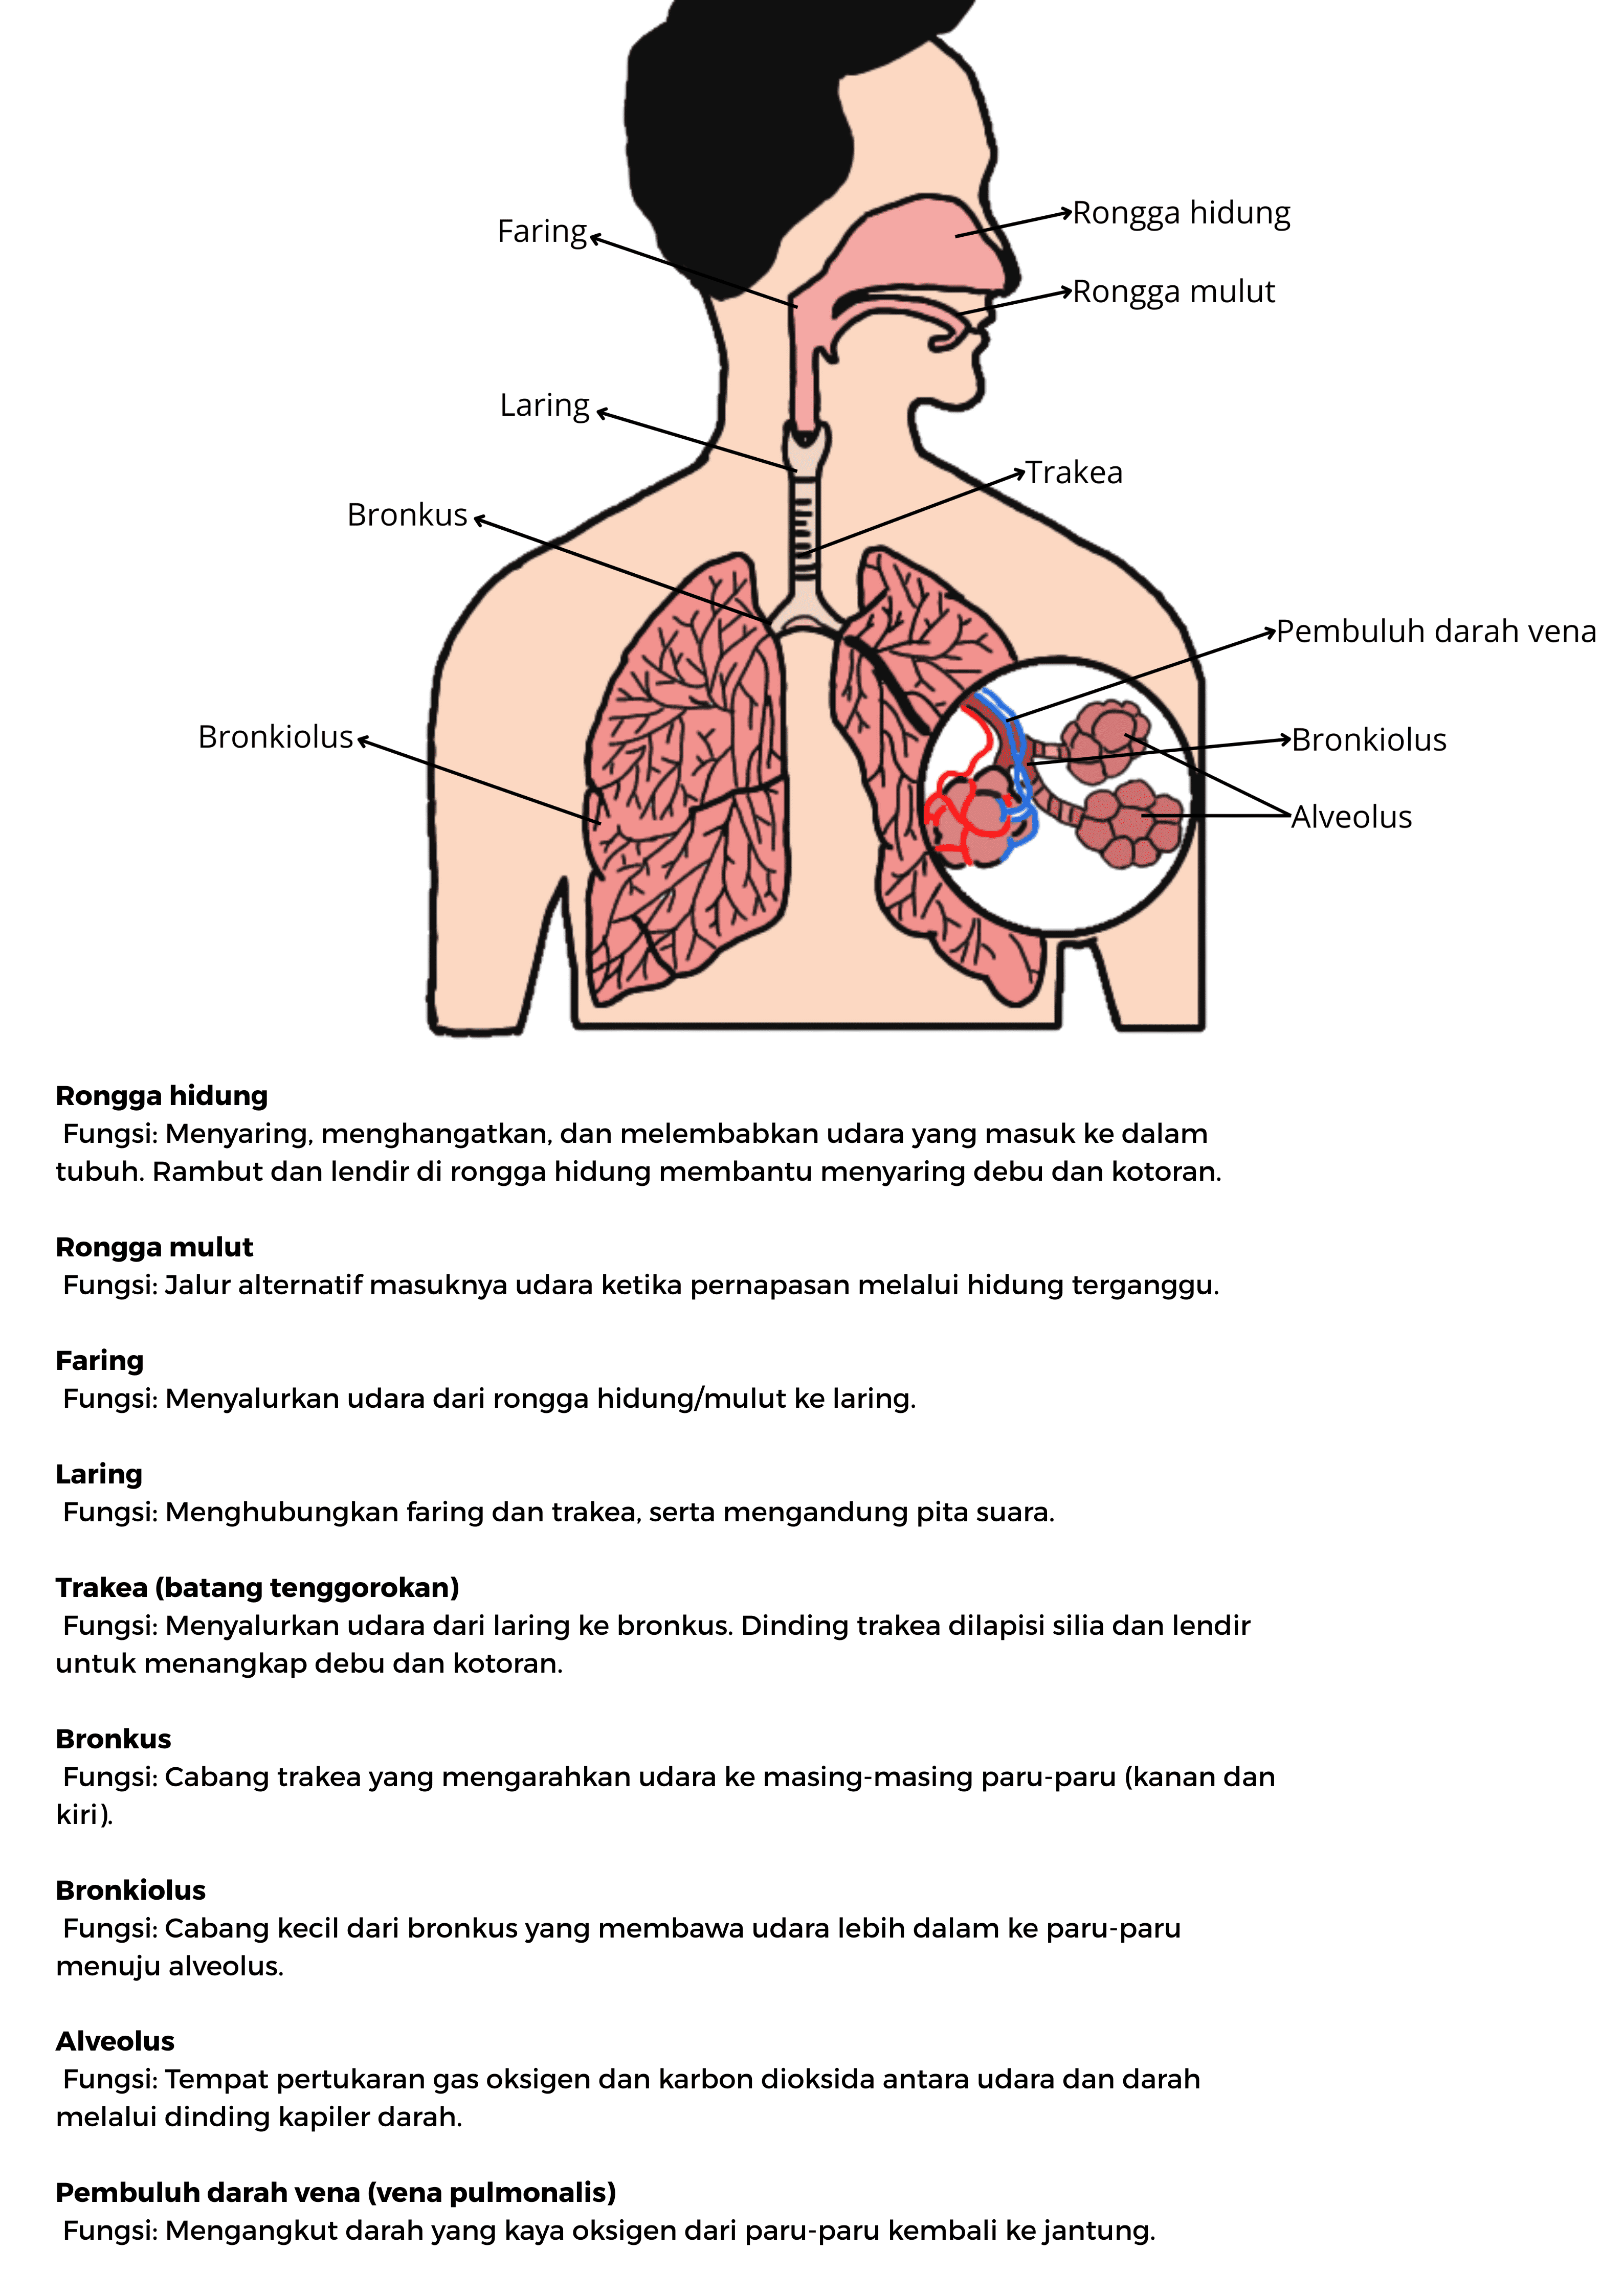 Rongga hidung
Faring
Rongga mulut
Laring
Trakea
Bronkus
Pembuluh darah vena
Bronkiolus
Bronkiolus
Alveolus
Rongga hidung
Fungsi: Menyaring, menghangatkan, dan melembabkan udara yang masuk ke dalam
tubuh. Rambut dan lendir di rongga hidung membantu menyaring debu dan kotoran.
Rongga mulut
Fungsi: Jalur alternatif masuknya udara ketika pernapasan melalui hidung terganggu.
Faring
Fungsi: Menyalurkan udara dari rongga hidung/mulut ke laring.
Laring
Fungsi: Menghubungkan faring dan trakea, serta mengandung pita suara.
Trakea (batang tenggorokan)
Fungsi: Menyalurkan udara dari laring ke bronkus. Dinding trakea dilapisi silia dan lendir
untuk menangkap debu dan kotoran.
Bronkus
Fungsi: Cabang trakea yang mengarahkan udara ke masing-masing paru-paru (kanan dan
kiri).
Bronkiolus
Fungsi: Cabang kecil dari bronkus yang membawa udara lebih dalam ke paru-paru
menuju alveolus.
Alveolus
Fungsi: Tempat pertukaran gas oksigen dan karbon dioksida antara udara dan darah
melalui dinding kapiler darah.
Pembuluh darah vena (vena pulmonalis)
Fungsi: Mengangkut darah yang kaya oksigen dari paru-paru kembali ke jantung.